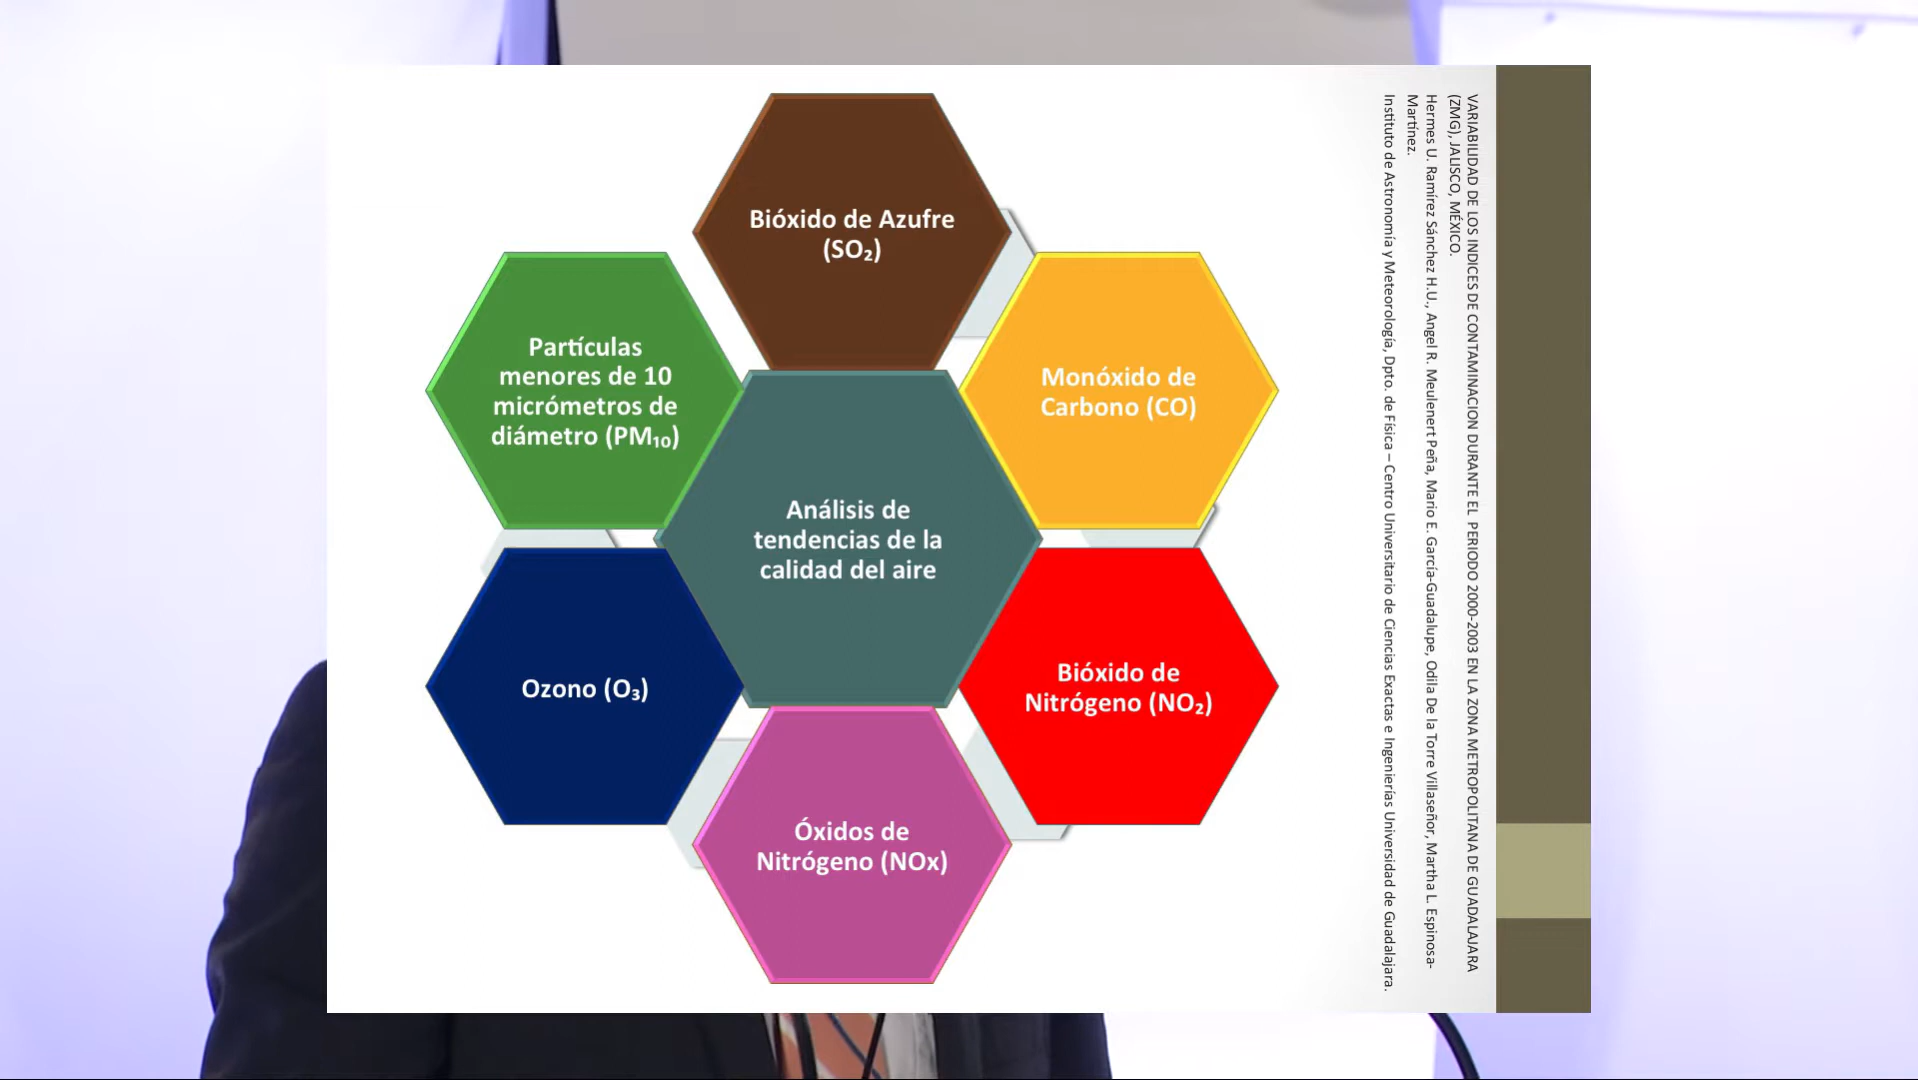 Bióxido de Azufre
(SO₂)
Partículas
menores de 10
micrómetros de
diámetro (PM₁₀)
Monóxido de
Carbono (CO)
Análisis de
tendencias de la
calidad del aire
Ozono (O₃)
Bióxido de
Nitrógeno (NO₂)
Óxidos de
Nitrógeno (NOx)
VARIABILIDAD DE LOS INDICES DE CONTAMINACION DURANTE EL PERIODO 2000-2003 EN LA ZONA METROPOLITANA DE GUADALAJARA
(ZMG), JALISCO, MÉXICO.
Hermes U. Ramírez Sánchez H.U., Angel R. Meulenert Peña, Mario E. García-Guadalupe, Odila De la Torre Villaseñor, Martha L. Espinosa-
Martínez.
Instituto de Astronomía y Meteorología, Dpto. de Física – Centro Universitario de Ciencias Exactas e Ingenierías Universidad de Guadalajara.